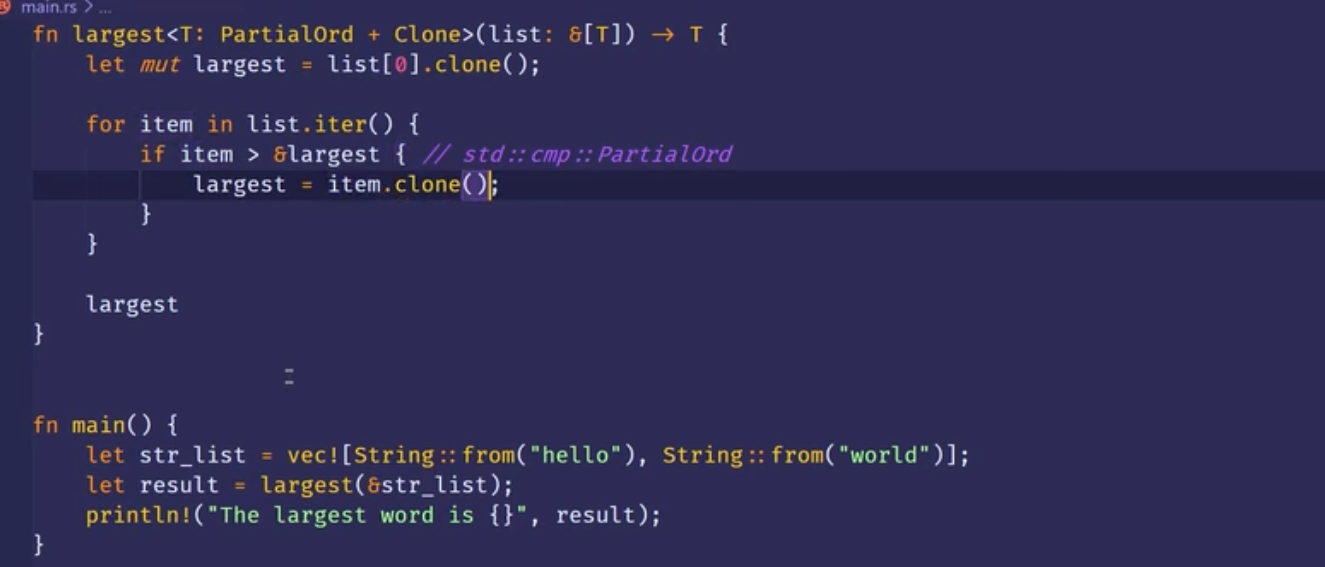 main.rs > ...
fn largest<T: PartialOrd + Clone>(list: &[T]) -> T {
    let mut largest = list[0].clone();
    for item in list.iter() {
        if item > &largest { // std::cmp::PartialOrd
            largest = item.clone();
        }
    }
    largest
}
fn main() {
    let str_list = vec![String::from("hello"), String::from("world")];
    let result = largest(&str_list);
    println!("The largest word is {}", result);
}